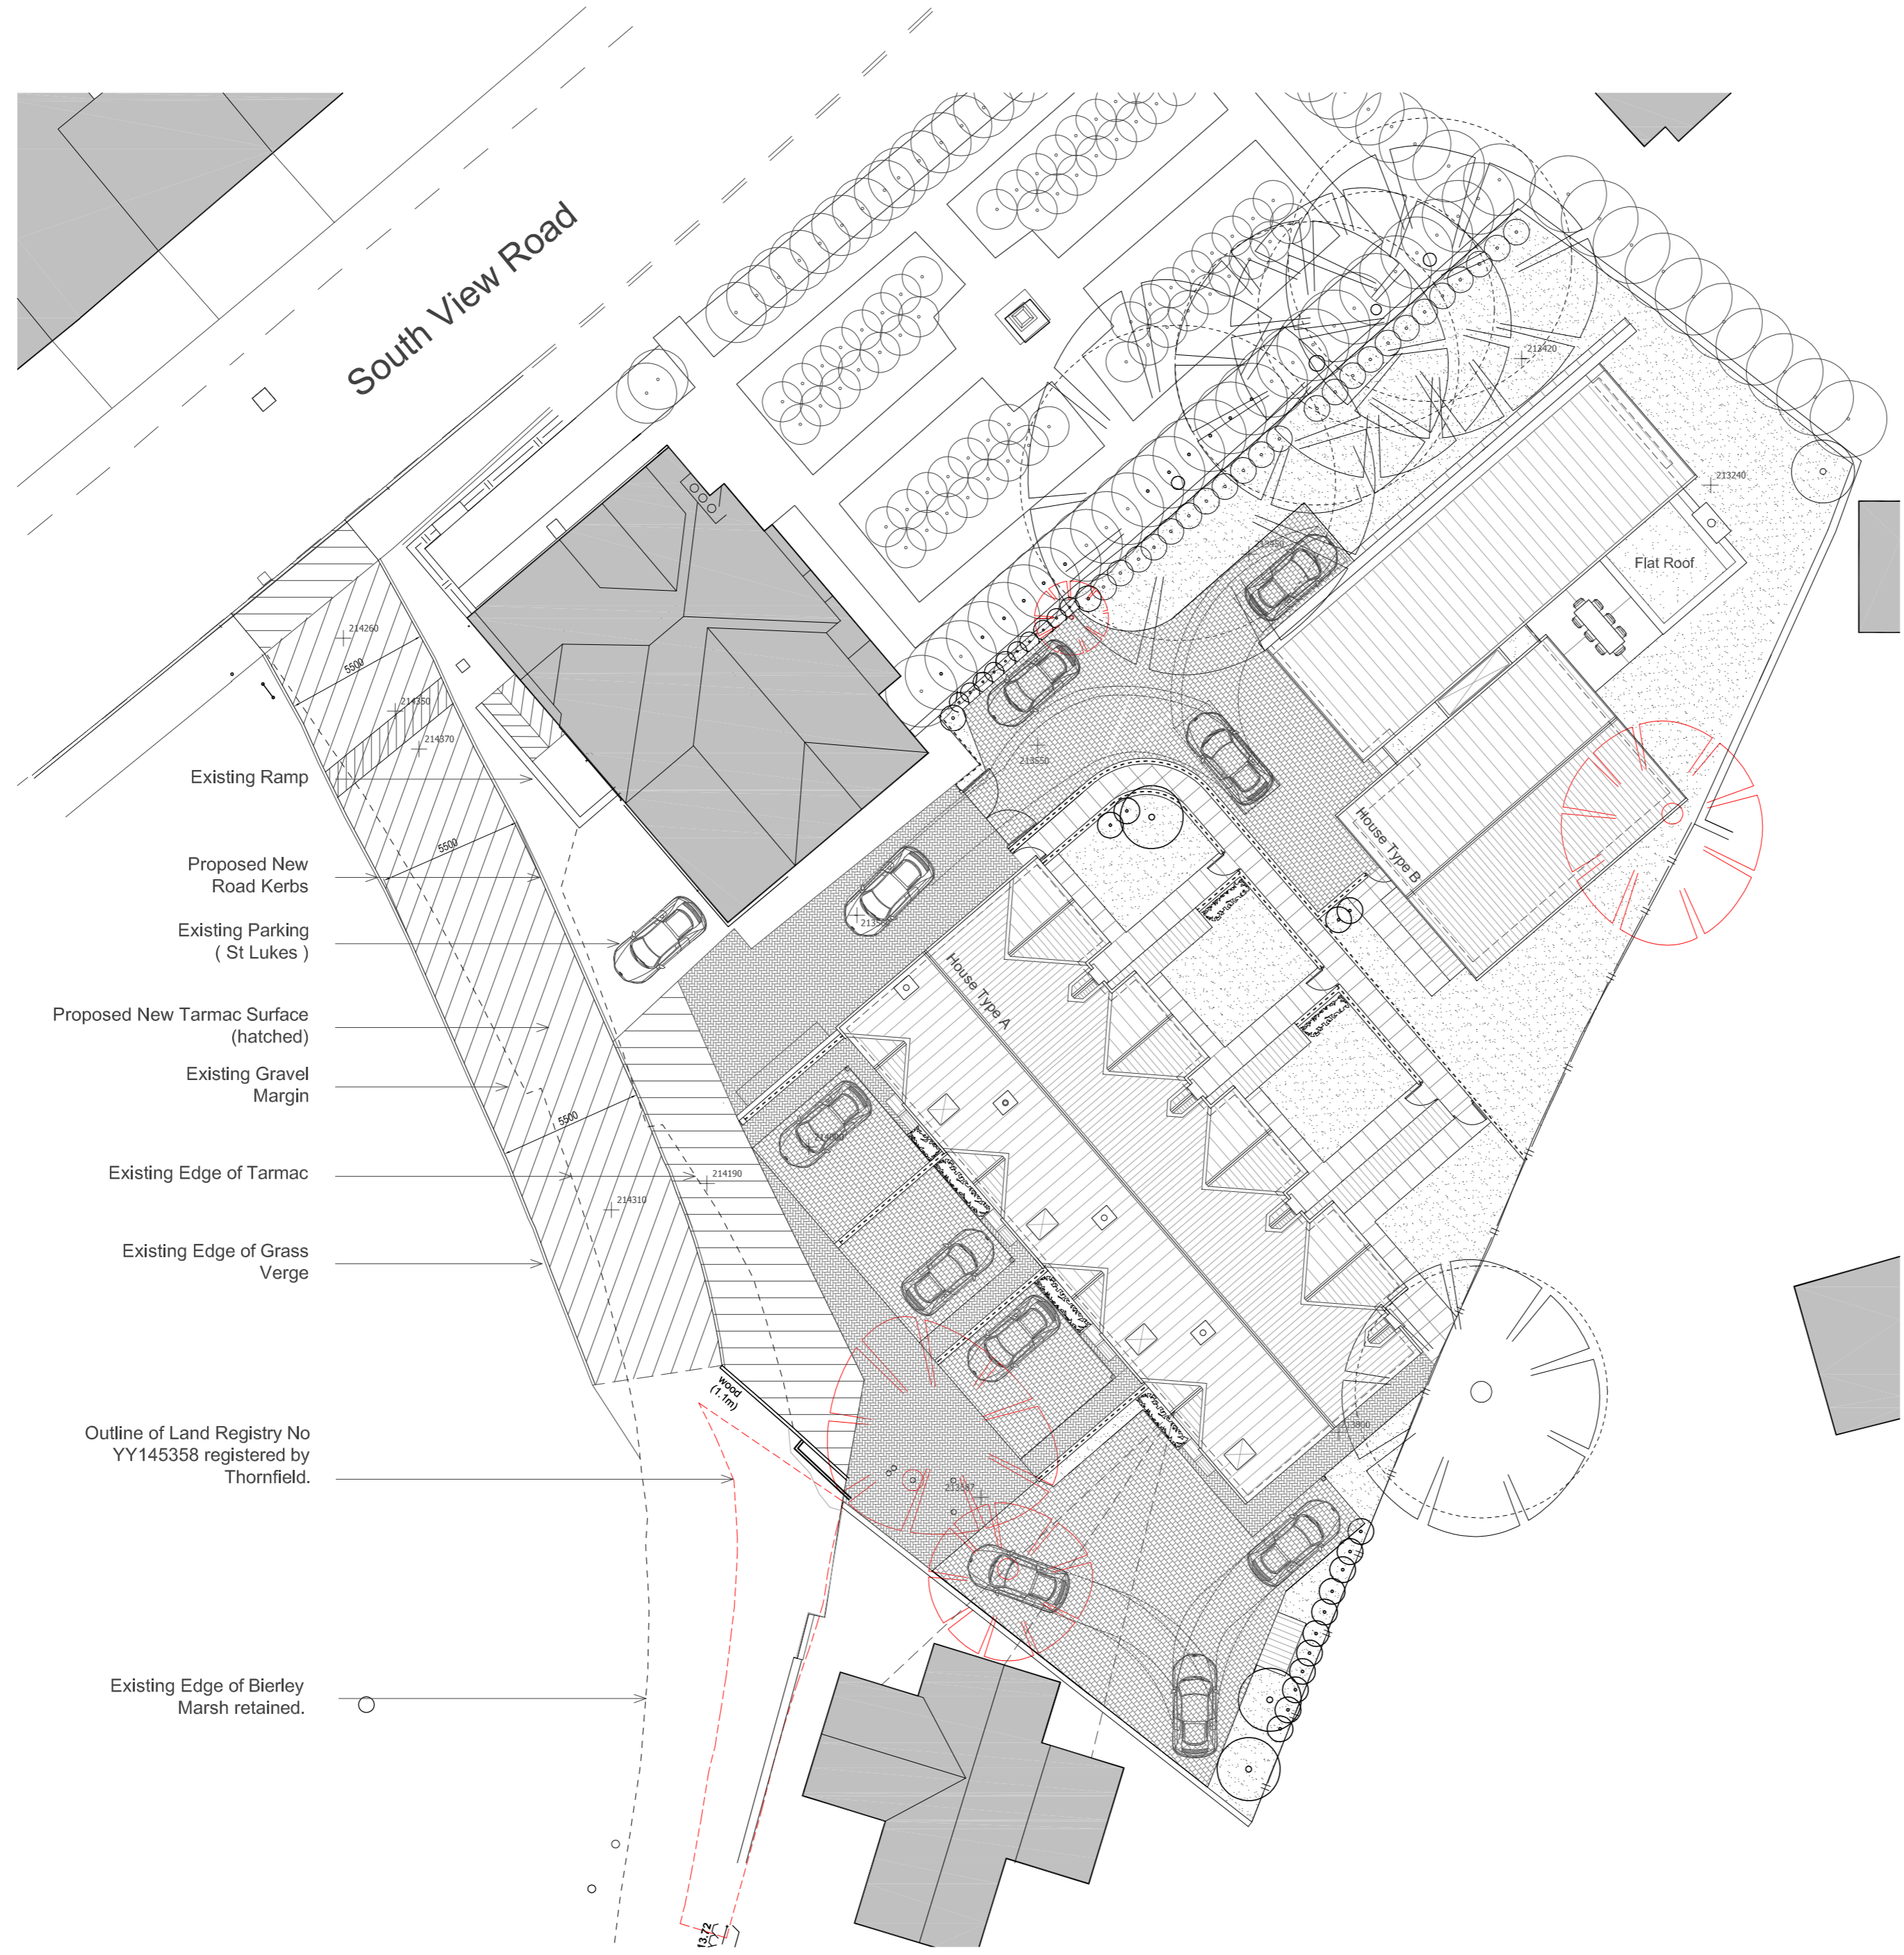 South View Road
213420
213240
Flat Roof
213550
214260
5500
214350
214370
213550
Existing Ramp
5500
House Type B
Proposed New
Road Kerbs
Existing Parking
( St Lukes )
House Type A
Proposed New Tarmac Surface
(hatched)
Existing Gravel
Margin
5500
Existing Edge of Tarmac
214190
214310
Existing Edge of Grass
Verge
wood
(1.1m)
Outline of Land Registry No
YY145358 registered by
Thornfield.
213587
Existing Edge of Bierley
Marsh retained.